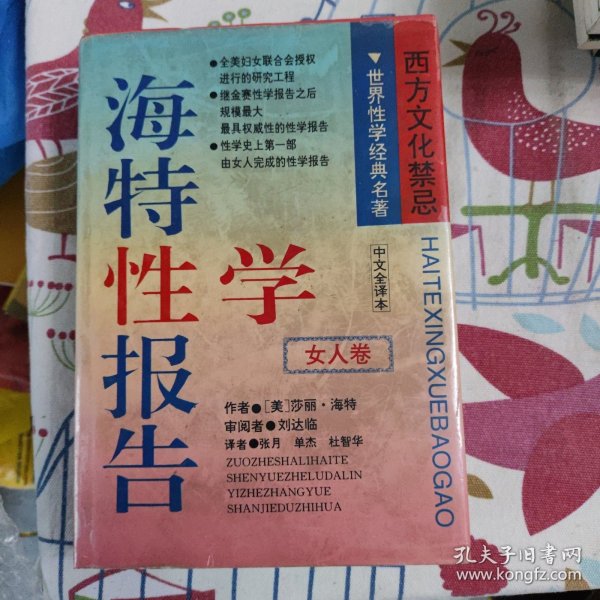 西方文化禁忌
▼世界性学经典名著
●全美妇女联合会授权
进行的研究工程
●继金赛性学报告之后
规模最大
最具权威性的性学报告
●性学史上第一部
由女人完成的性学报告
海特性学报告
中文全译本
女人卷
HAITEXINGXUEBAOGAO
作者●[美]莎丽·海特
审阅者●刘达临
译者●张月 单杰 杜智华
ZUOZHESHALIHAITE
SHENYUEZHELUDALIN
YIZHEZHANGYUE
SHANJIEDUZHIHUA
孔夫子旧书网
www.kongfz.com